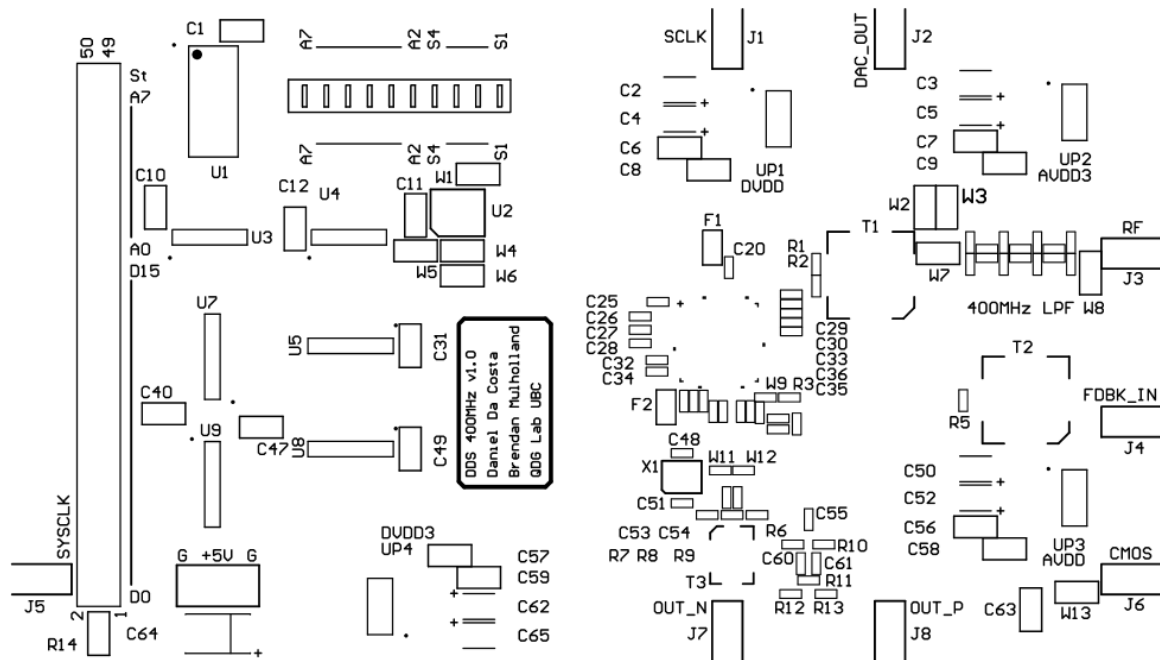 C1
50
49
St
A7
A7
A2
S4
S1
SCLK
J1
DAC_OUT
J2
C2
C4
C6
C8
UP1
DVDD
C3
C5
C7
C9
UP2
AVDD3
U1
A7
A2
S4
S1
C10
C12
U4
C11
W1
U2
U3
W5
W4
W6
A0
D15
F1
C20
R1
R2
T1
W2
W3
W7
RF
J3
400MHz LPF
W8
U7
U5
C31
C25
C26
C27
C28
C32
C34
C29
C30
C33
C36
C35
T2
FDBK_IN
J4
R5
DDS 400MHz v1.0
Daniel Da Costa
Brendan Mulholland
QDG Lab UBC
C40
U9
C47
U8
C49
F2
W9
R3
C48
X1
W11
W12
C51
C50
C52
C56
C58
UP3
AVDD
SYSCLK
J5
G
+5V
G
D0
2
1
R14
C64
DVDD3
UP4
C57
C59
C62
C65
C53
C54
R6
C55
R7
R8
R9
C60
R10
C61
R11
T3
R12
R13
OUT_N
J7
OUT_P
J8
C63
W13
CMOS
J6